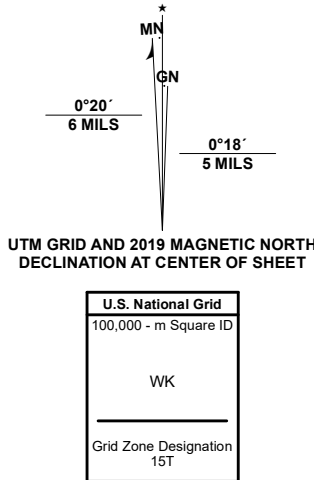 ★
MN
GN
0°20´
6 MILS
0°18´
5 MILS
UTM GRID AND 2019 MAGNETIC NORTH
DECLINATION AT CENTER OF SHEET
U.S. National Grid
100,000 - m Square ID
WK
Grid Zone Designation
15T